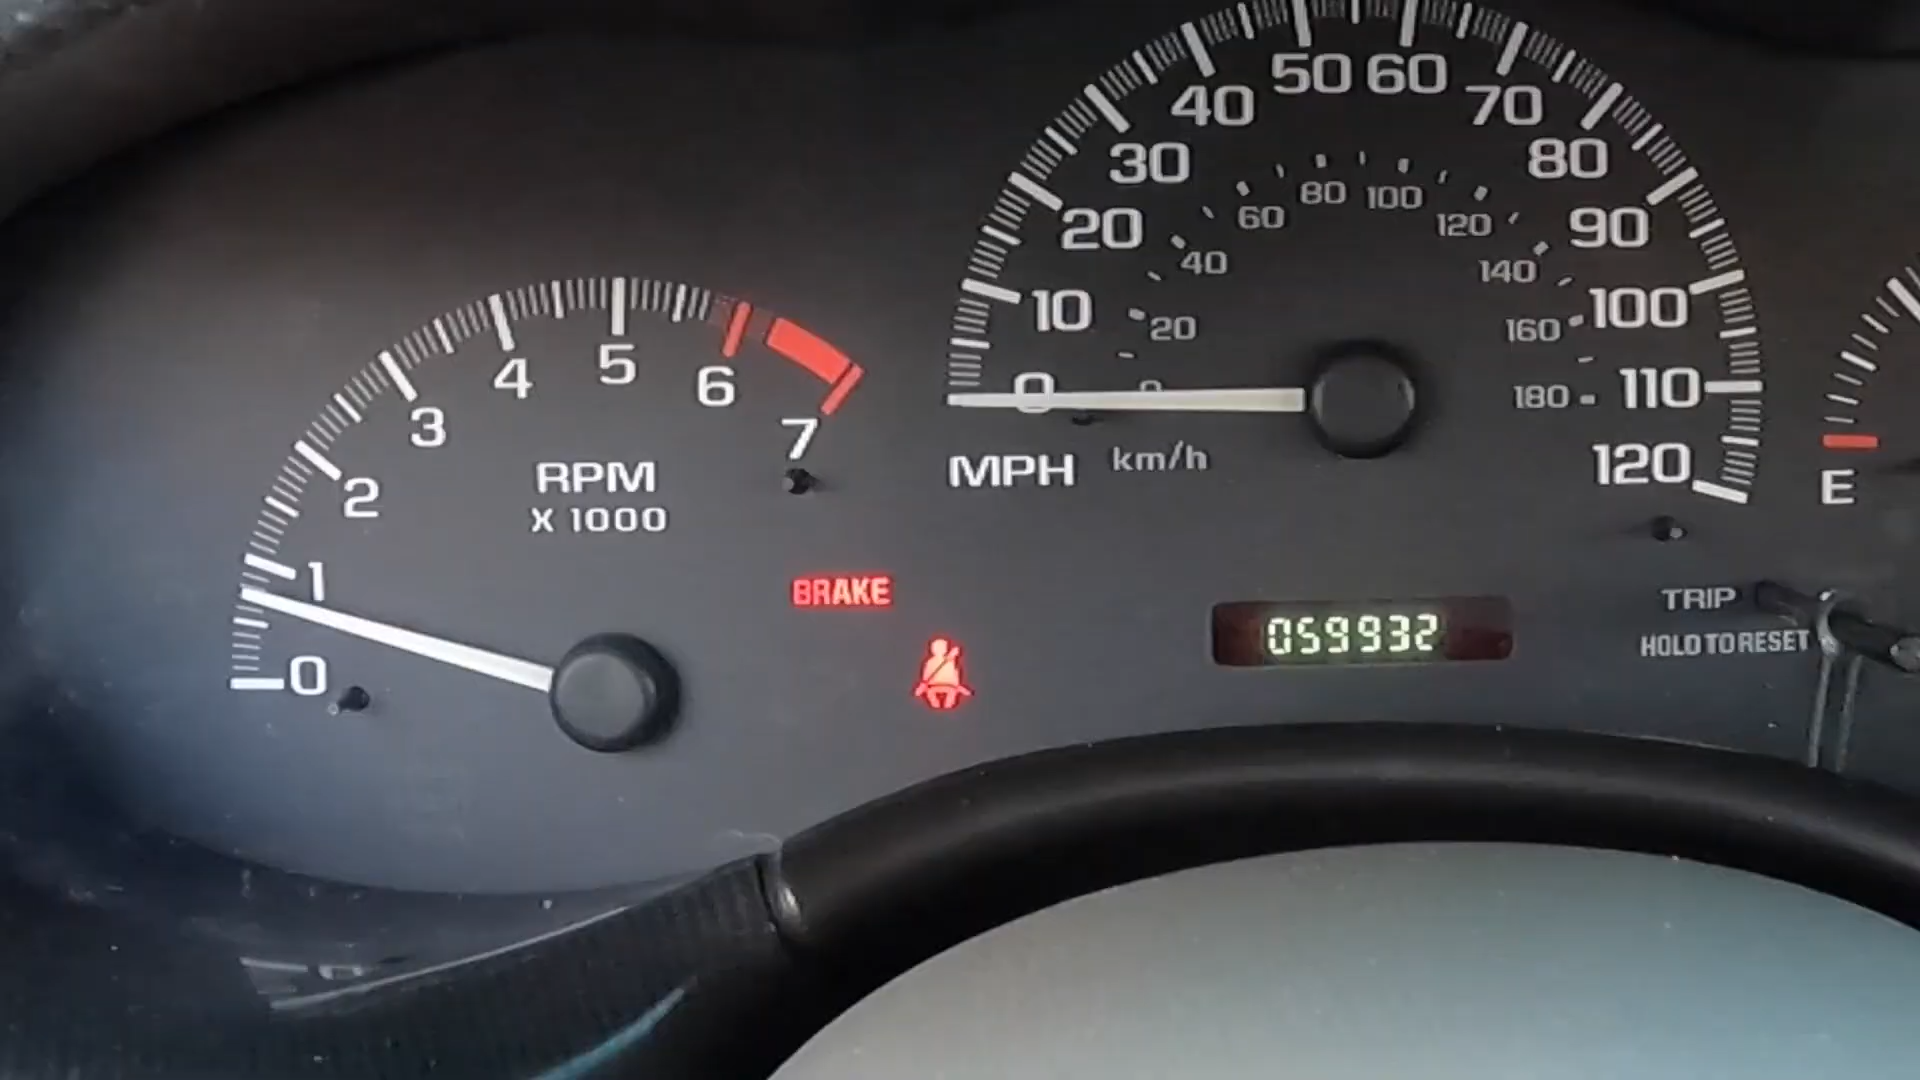 0 1 2 3 4 5 6 7
RPM
X 1000
0 10 20 30 40 50 60 70 80 90 100 110 120
0 20 40 60 80 100 120 140 160 180
MPH km/h
E
BRAKE
059932
TRIP
HOLD TO RESET